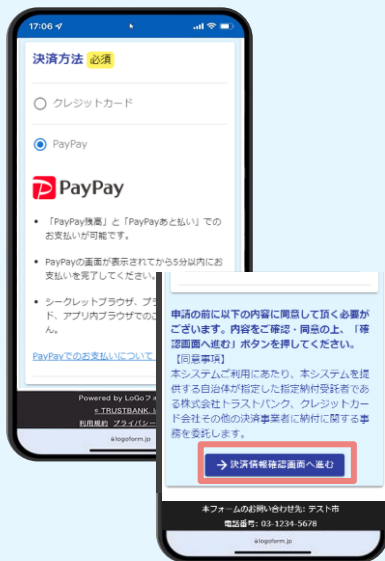 17:06
決済方法 必須
クレジットカード
PayPay
PayPay
• 「PayPay残高」と「PayPayあと払い」での
お支払いが可能です。
• PayPayの画面が表示されてから5分以内にお
支払いを完了してください。
• シークレットブラウザ、プ
ド、アプリ内ブラウザでのご
ん。
PayPayでのお支払いについて
Powered by LoGoフォ
© TRUSTBANK, I
利用規約 プライバシー
logoform.jp
申請の前に以下の内容に同意して頂く必要が
ございます。内容をご確認・同意の上、「確
認画面へ進む」ボタンを押してください。
【同意事項】
本システムご利用にあたり、本システムを提
供する自治体が指定した指定納付受託者であ
る株式会社トラストバンク、クレジットカー
ド会社その他の決済事業者に納付に関する事
務を委託します。
→ 決済情報確認画面へ進む
本フォームのお問い合わせ先: テスト市
電話番号: 03-1234-5678
logoform.jp